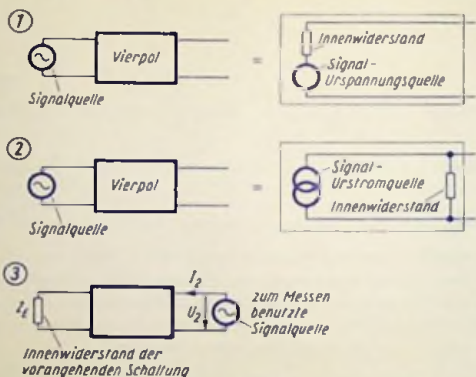 ①
Vierpol
Signalquelle
=
Innenwiderstand
Signal-
Urspannungsquelle
②
Vierpol
Signalquelle
=
Signal-
Urstromquelle
Innenwiderstand
③
I₂
U₂
zum Messen
benutzte
Signalquelle
Innenwiderstand der
vorangehenden Schaltung